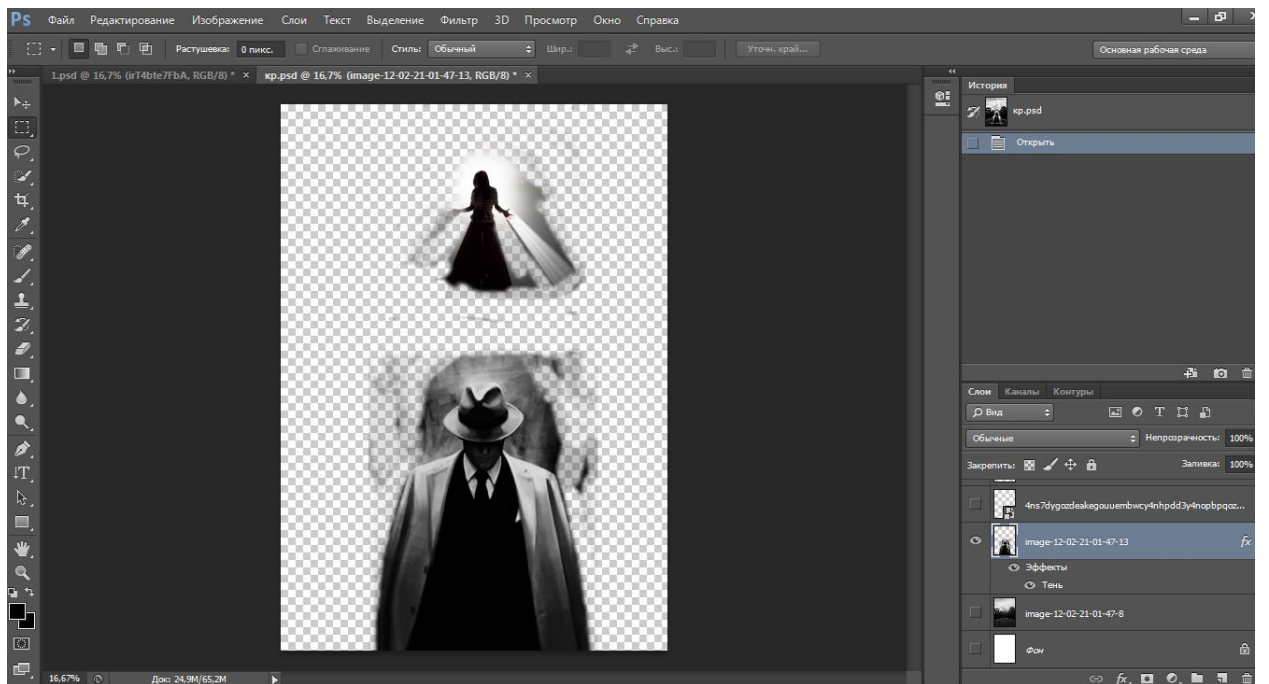 Ps Файл Редактирование Изображение Слои Текст Выделение Фильтр 3D Просмотр Окно Справка
Растушевка: 0 пикс. Сглаживание Стиль: Обычный Шир.: Выс.: Уточн. край... Основная рабочая среда
1.psd @ 16,7% (irT4bte7FbA, RGB/8) * × кр.psd @ 16,7% (image-12-02-21-01-47-13, RGB/8) * ×
История
кр.psd
Открыть
Слои Каналы Контуры
Вид
Обычные Непрозрачность: 100%
Закрепить: Заливка: 100%
4ns7dygozdeakegouuembwcy4nhpdd3y4nopbpqoz...
image-12-02-21-01-47-13 fx
Эффекты
Тень
image-12-02-21-01-47-8
Фон
16,67% Док: 24,9M/65,2M fx